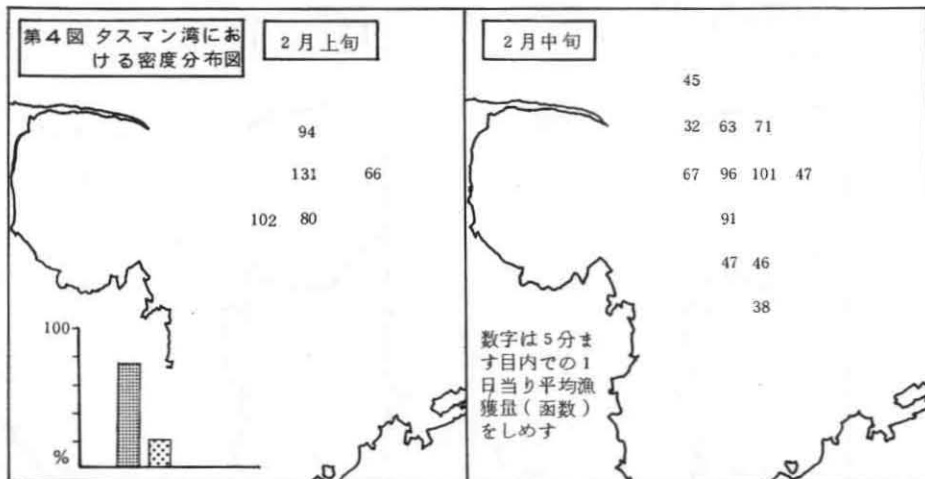 第4図 タスマン湾にお
ける密度分布図
2月上旬
94
131 66
102 80
100
%
2月中旬
45
32 63 71
67 96 101 47
91
47 46
38
数字は5分ま
す目内での1
日当り平均漁
獲量(函数)
をしめす